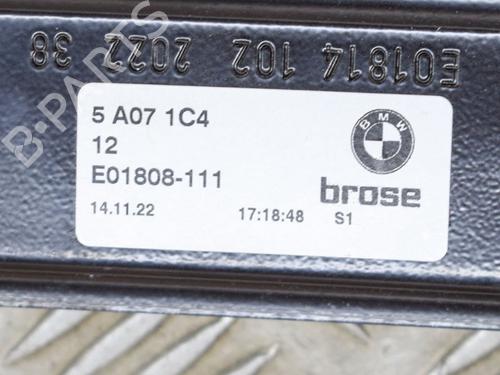 E01814 102 2022 38
5 A07 1C4
12
E01808-111
14.11.22 17:18:48 S1
BMW
brose
B-PARTS